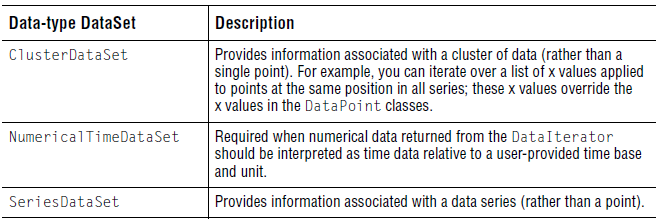 Data-type DataSet Description
ClusterDataSet Provides information associated with a cluster of data (rather than a
single point). For example, you can iterate over a list of x values applied
to points at the same position in all series; these x values override the
x values in the DataPoint classes.
NumericalTimeDataSet Required when numerical data returned from the DataIterator
should be interpreted as time data relative to a user-provided time base
and unit.
SeriesDataSet Provides information associated with a data series (rather than a point).